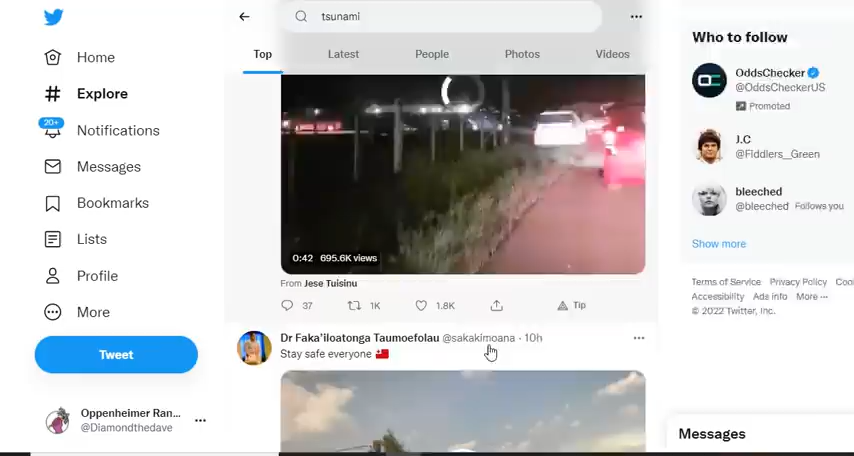 tsunami
Top Latest People Photos Videos
Home
Explore
20+
Notifications
Messages
Bookmarks
Lists
Profile
More
Tweet
Oppenheimer Ran...
@Diamondthedave
0:42 695.6K views
From Jese Tuisinu
37 1K 1.8K Tip
Dr Faka'iloatonga Taumoefolau @sakakimoana · 10h
Stay safe everyone
Who to follow
OddsChecker
@OddsCheckerUS
Promoted
J.C
@Fiddlers__Green
bleeched
@bleeched Follows you
Show more
Terms of Service Privacy Policy Coo
Accessibility Ads info More ···
© 2022 Twitter, Inc.
Messages